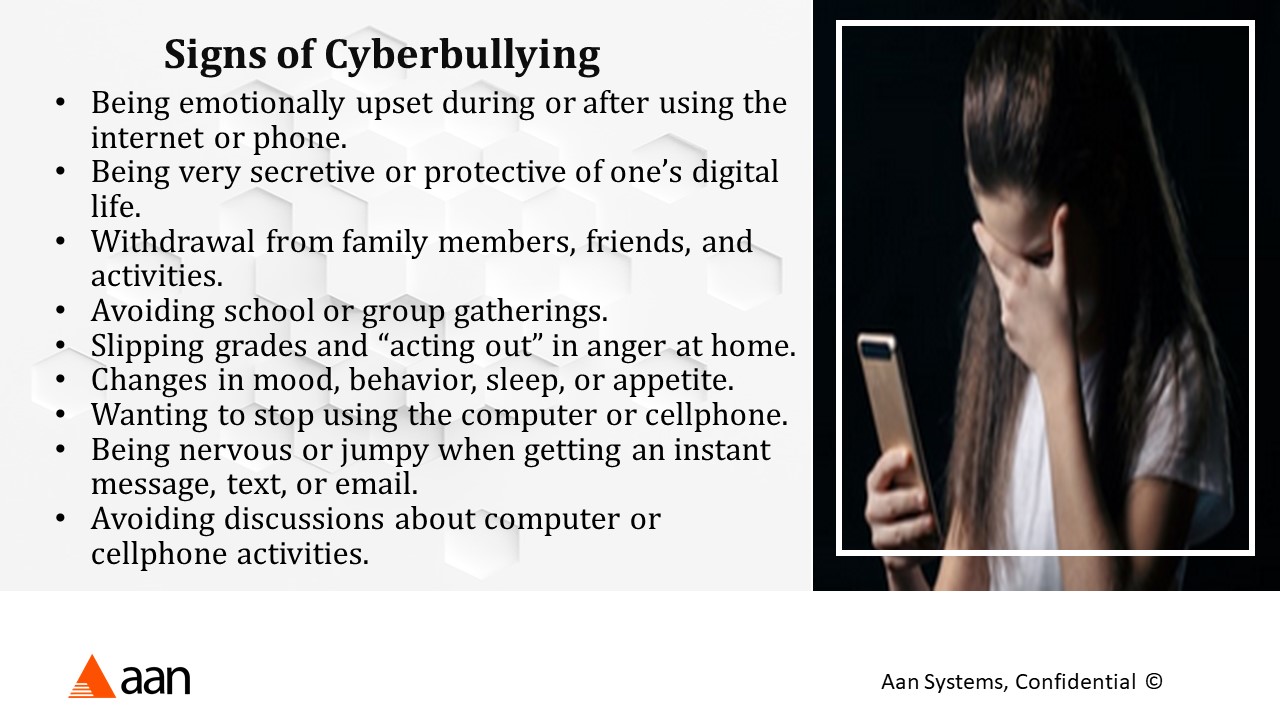 Signs of Cyberbullying
• Being emotionally upset during or after using the
internet or phone.
• Being very secretive or protective of one’s digital
life.
• Withdrawal from family members, friends, and
activities.
• Avoiding school or group gatherings.
• Slipping grades and “acting out” in anger at home.
• Changes in mood, behavior, sleep, or appetite.
• Wanting to stop using the computer or cellphone.
• Being nervous or jumpy when getting an instant
message, text, or email.
• Avoiding discussions about computer or
cellphone activities.
aan
Aan Systems, Confidential ©